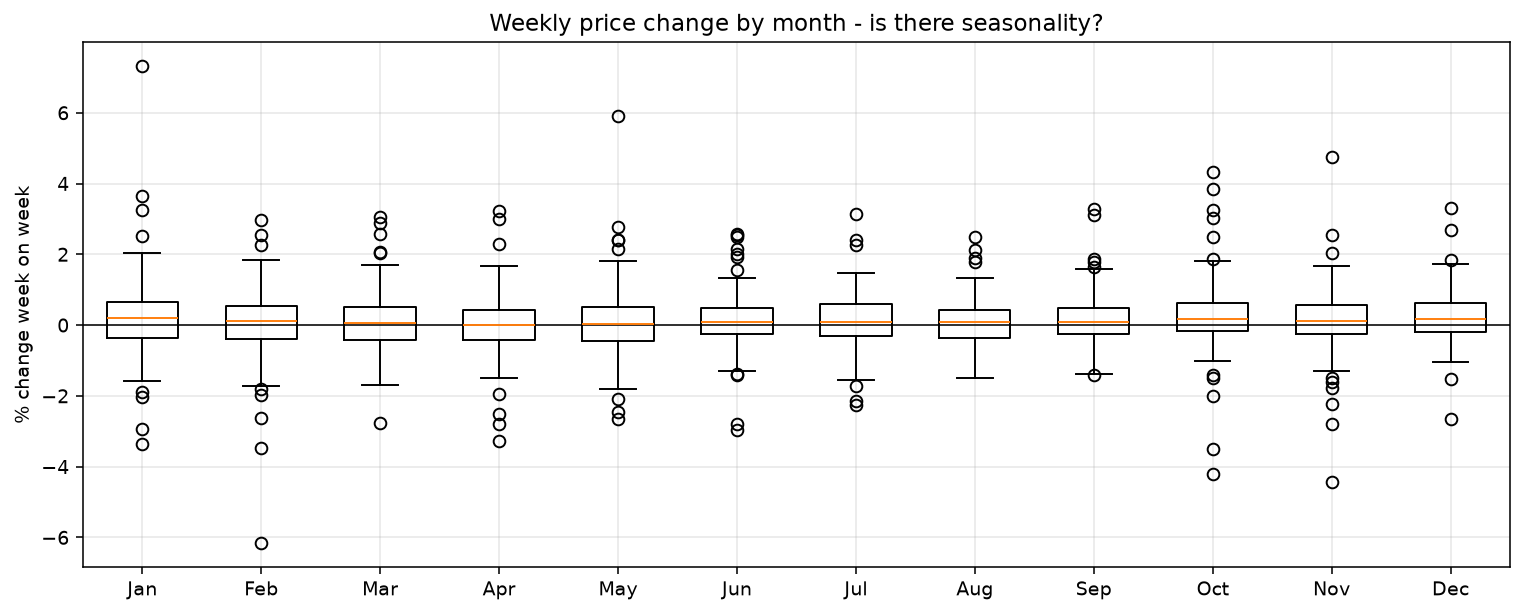 Weekly price change by month - is there seasonality?
% change week on week
6
4
2
0
−2
−4
−6
Jan Feb Mar Apr May Jun Jul Aug Sep Oct Nov Dec